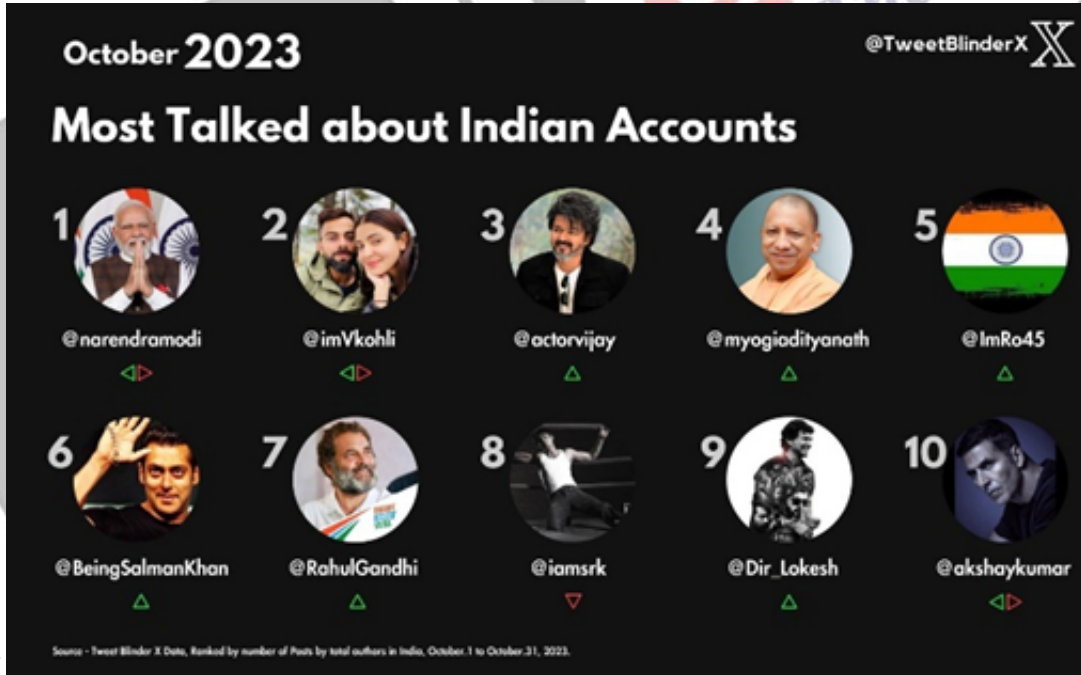 October 2023
@TweetBlinderX X
Most Talked about Indian Accounts
1
@narendramodi
2
@imVkohli
3
@actorvijay
4
@myogiadityanath
5
@ImRo45
6
@BeingSalmanKhan
7
@RahulGandhi
8
@iamsrk
9
@Dir_Lokesh
10
@akshaykumar
Source - Tweet Blinder X Data, Ranked by number of Posts by total authors in India, October.1 to October.31, 2023.